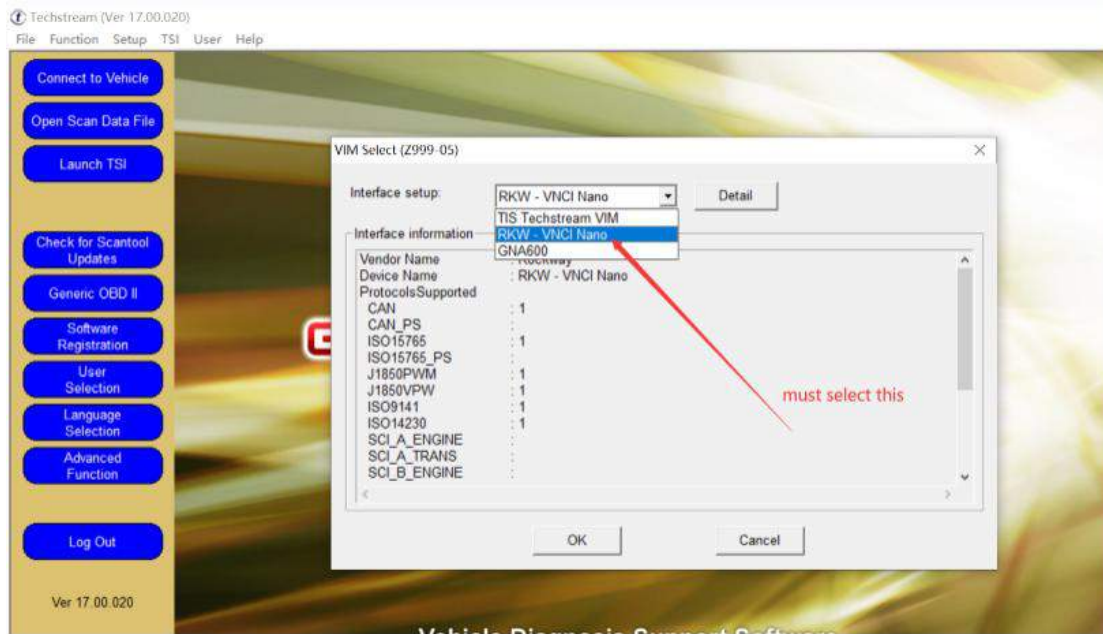 Techstream (Ver 17.00.020)
File Function Setup TSI User Help
Connect to Vehicle
Open Scan Data File
Launch TSI
Check for Scantool
Updates
Generic OBD II
Software
Registration
User
Selection
Language
Selection
Advanced
Function
Log Out
Ver 17.00.020
VIM Select (Z999-05)
Interface setup:
RKW - VNCI Nano
Detail
TIS Techstream VIM
RKW - VNCI Nano
GNA600
Interface information
Vendor Name : Rockway
Device Name : RKW - VNCI Nano
ProtocolsSupported
CAN : 1
CAN_PS :
ISO15765 : 1
ISO15765_PS :
J1850PWM : 1
J1850VPW : 1
ISO9141 : 1
ISO14230 : 1
SCI_A_ENGINE :
SCI_A_TRANS :
SCI_B_ENGINE :
must select this
OK
Cancel
Vehicle Diagnosis Support Software